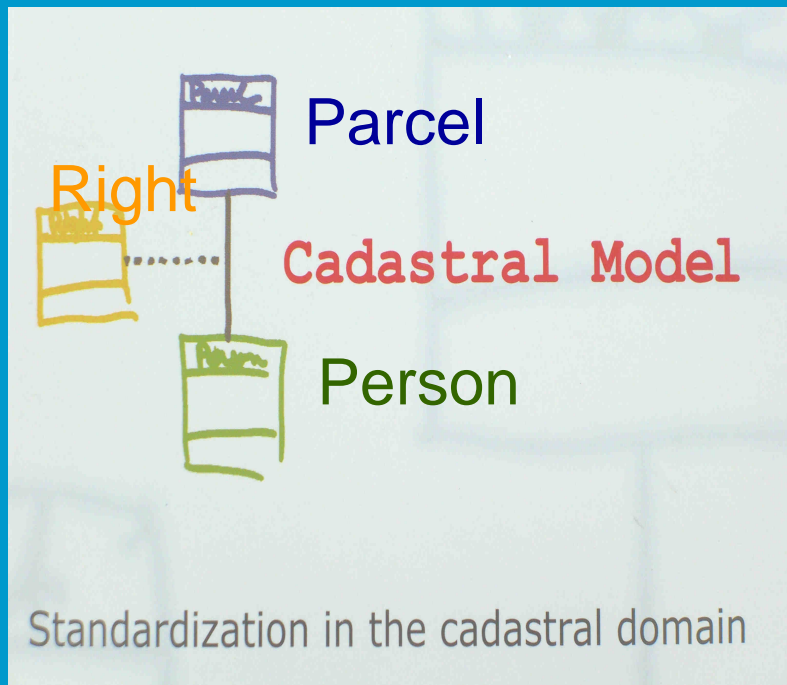 Parcel
Right
Cadastral Model
Person
Standardization in the cadastral domain